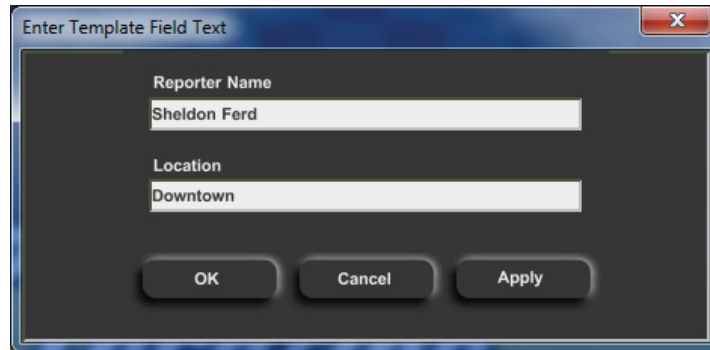 Enter Template Field Text
Reporter Name
Sheldon Ferd
Location
Downtown
OK Cancel Apply